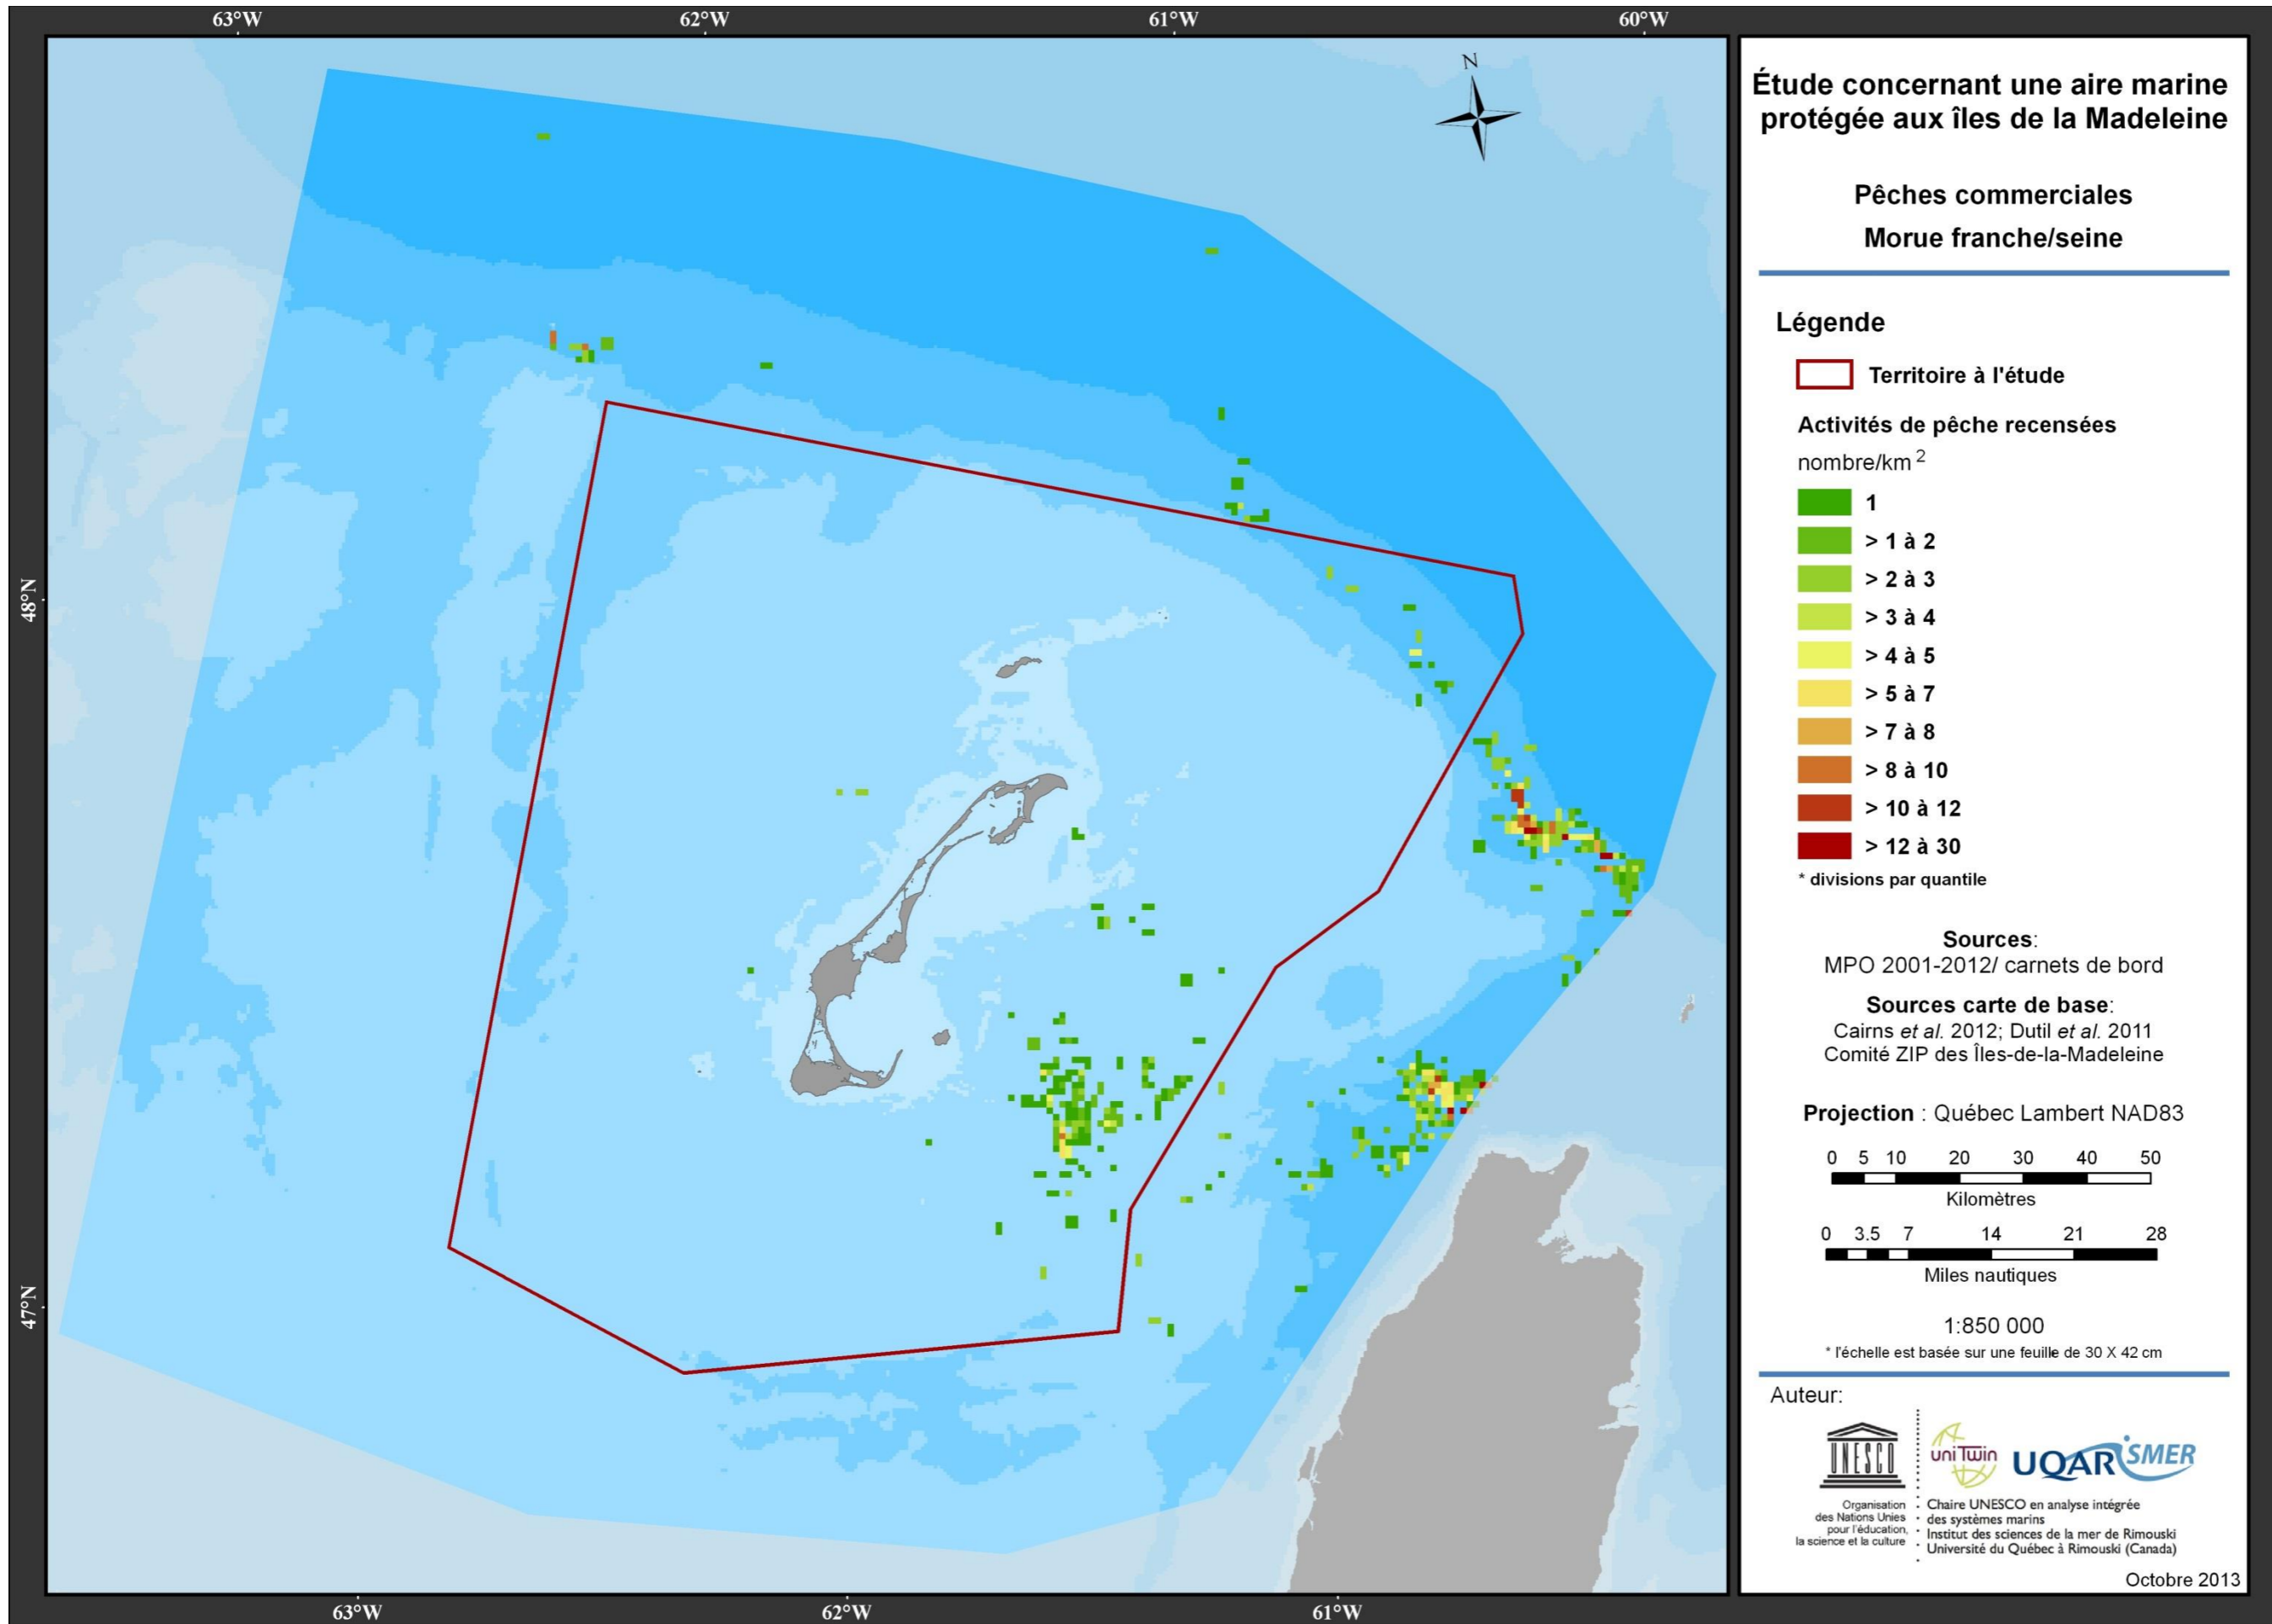 63°W
62°W
61°W
60°W
N
48°N
47°N
63°W
62°W
61°W
Étude concernant une aire marine
protégée aux îles de la Madeleine
Pêches commerciales
Morue franche/seine
Légende
Territoire à l'étude
Activités de pêche recensées
nombre/km 2
1
> 1 à 2
> 2 à 3
> 3 à 4
> 4 à 5
> 5 à 7
> 7 à 8
> 8 à 10
> 10 à 12
> 12 à 30
* divisions par quantile
Sources:
MPO 2001-2012/ carnets de bord
Sources carte de base:
Cairns et al. 2012; Dutil et al. 2011
Comité ZIP des Îles-de-la-Madeleine
Projection : Québec Lambert NAD83
0 5 10 20 30 40 50
Kilomètres
0 3.5 7 14 21 28
Miles nautiques
1:850 000
* l'échelle est basée sur une feuille de 30 X 42 cm
Auteur:
UNESCO
uniTwin
UQAR
iSMER
Organisation
des Nations Unies
pour l'éducation,
la science et la culture
Chaire UNESCO en analyse intégrée
des systèmes marins
Institut des sciences de la mer de Rimouski
Université du Québec à Rimouski (Canada)
Octobre 2013